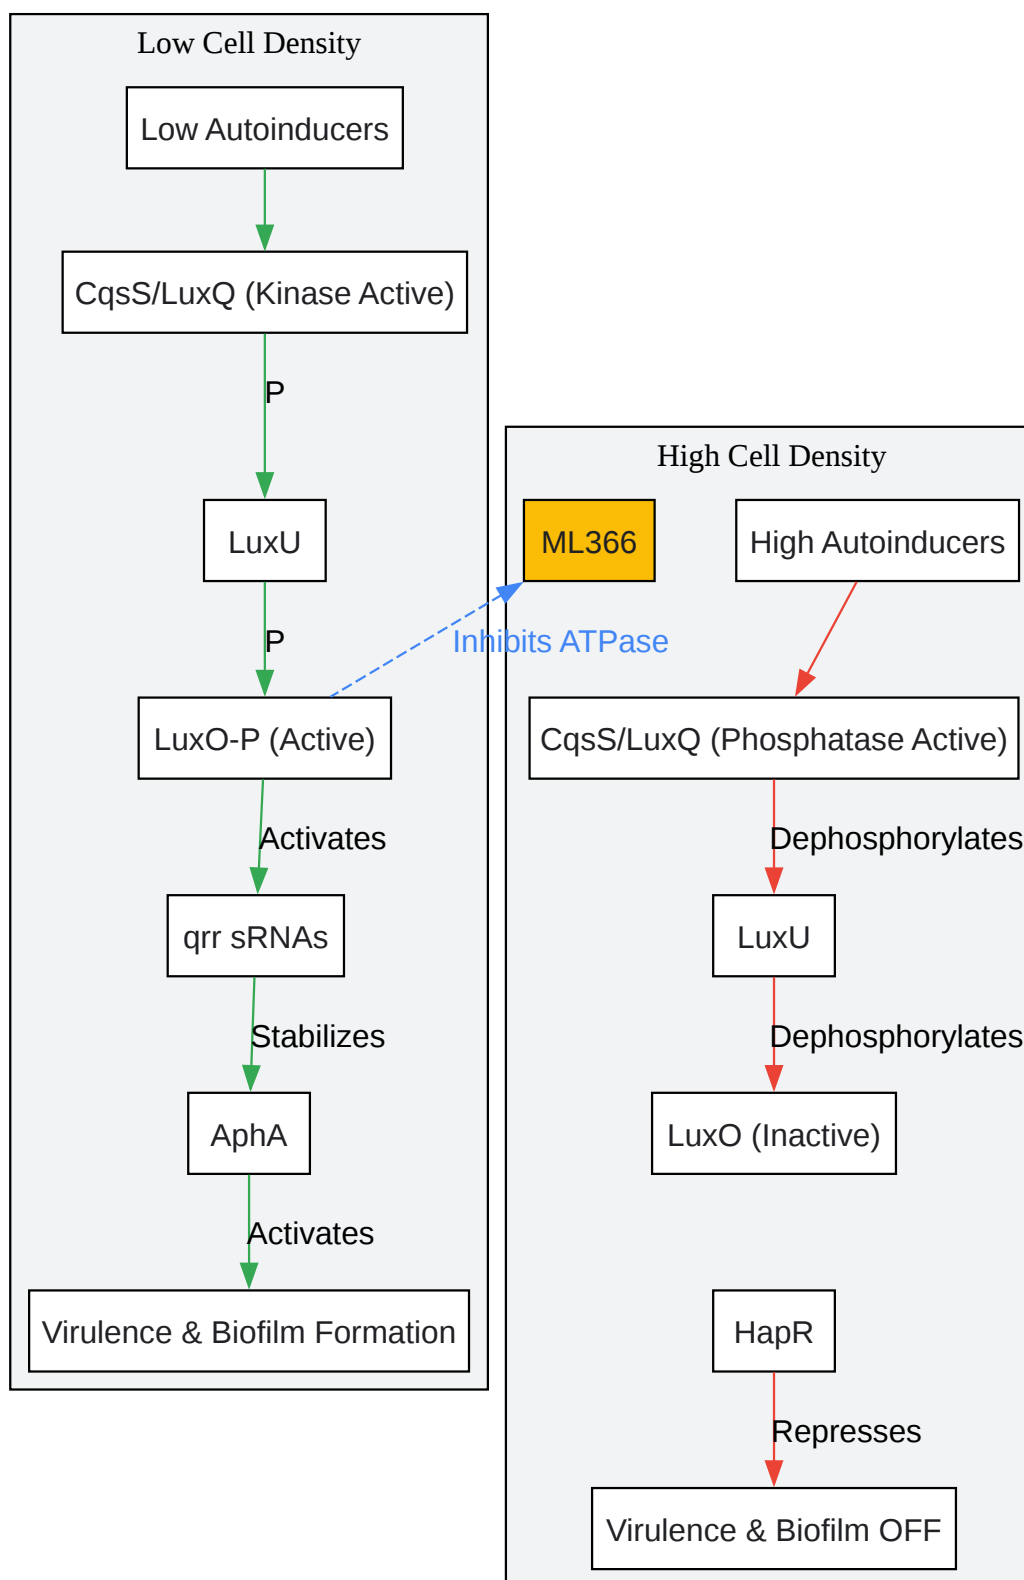 Low Cell Density
Low Autoinducers
CqsS/LuxQ (Kinase Active)
P
LuxU
P
LuxO-P (Active)
Activates
qrr sRNAs
Stabilizes
AphA
Activates
Virulence & Biofilm Formation
Inhibits ATPase
High Cell Density
ML366
High Autoinducers
CqsS/LuxQ (Phosphatase Active)
Dephosphorylates
LuxU
Dephosphorylates
LuxO (Inactive)
HapR
Represses
Virulence & Biofilm OFF